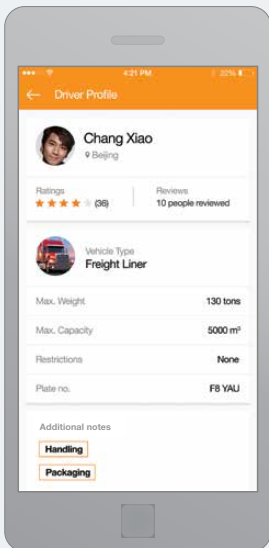 4:21 PM
20%
Driver Profile
Chang Xiao
Beijing
Ratings
(36)
Reviews
10 people reviewed
Vehicle Type
Freight Liner
Max. Weight 130 tons
Max. Capacity 5000 m³
Restrictions None
Plate no. F8 YAU
Additional notes
Handling
Packaging